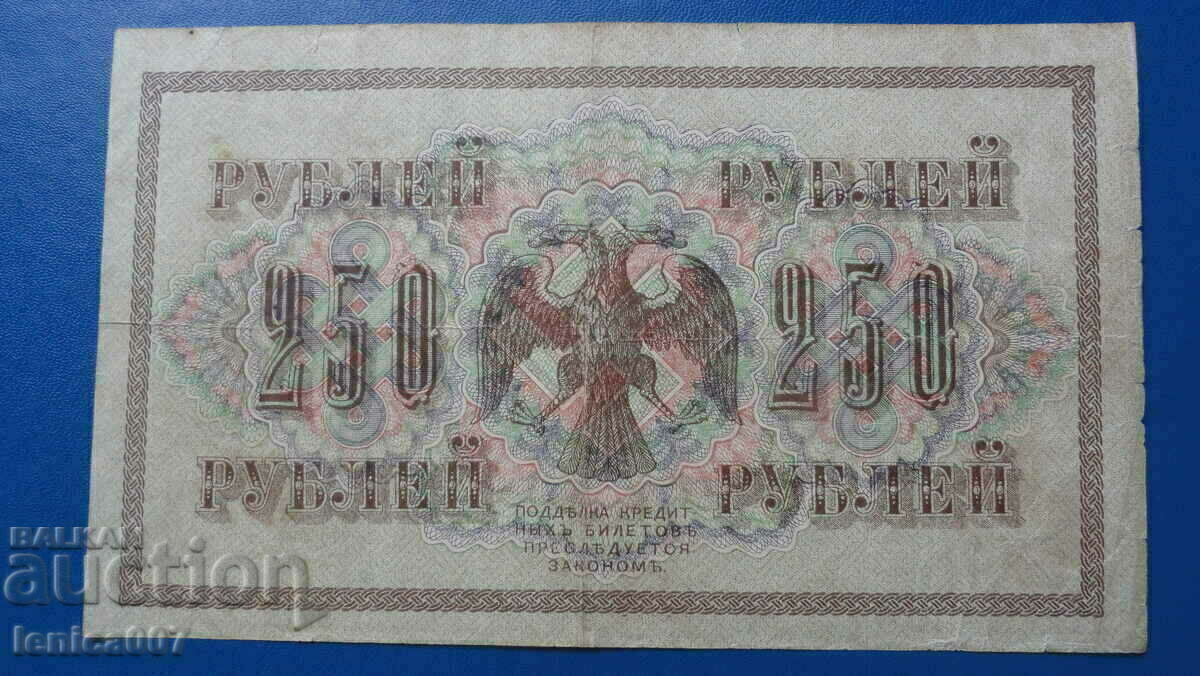 РУБЛЕЙ РУБЛЕЙ
250 250
РУБЛЕЙ РУБЛЕЙ
ПОДДѢЛКА КРЕДИТ
НЫХЪ БИЛЕТОВЪ
ПРЕСЛѢДУЕТСЯ
ЗАКОНОМЪ.
BALKAN
auction
lenica007